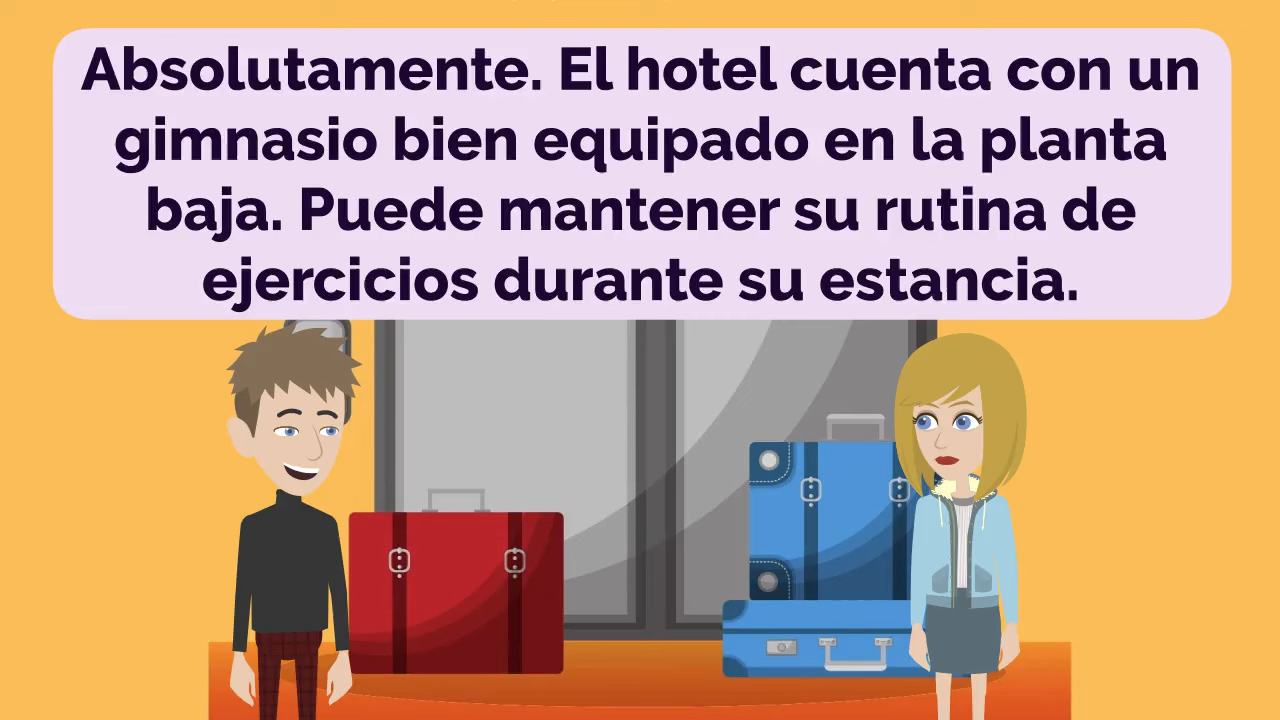 Absolutamente. El hotel cuenta con un
gimnasio bien equipado en la planta
baja. Puede mantener su rutina de
ejercicios durante su estancia.